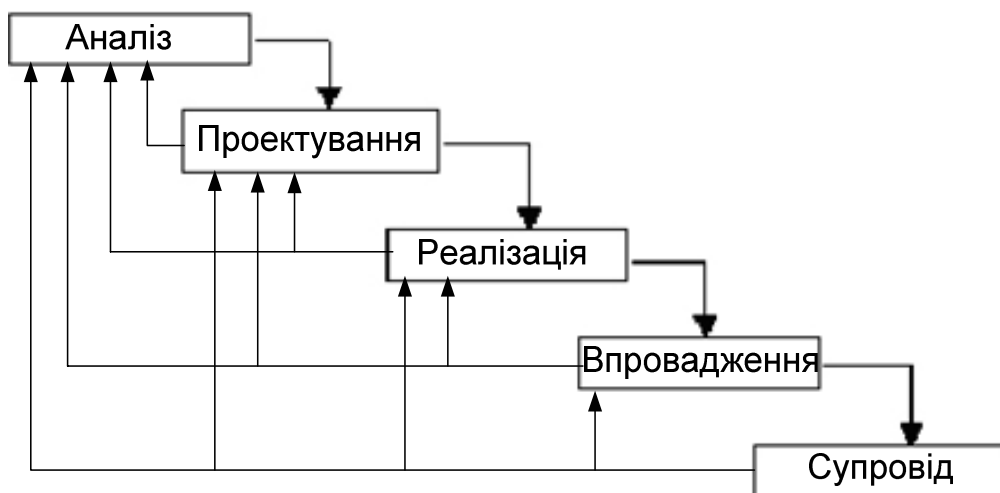 Аналіз
Проектування
Реалізація
Впровадження
Супровід